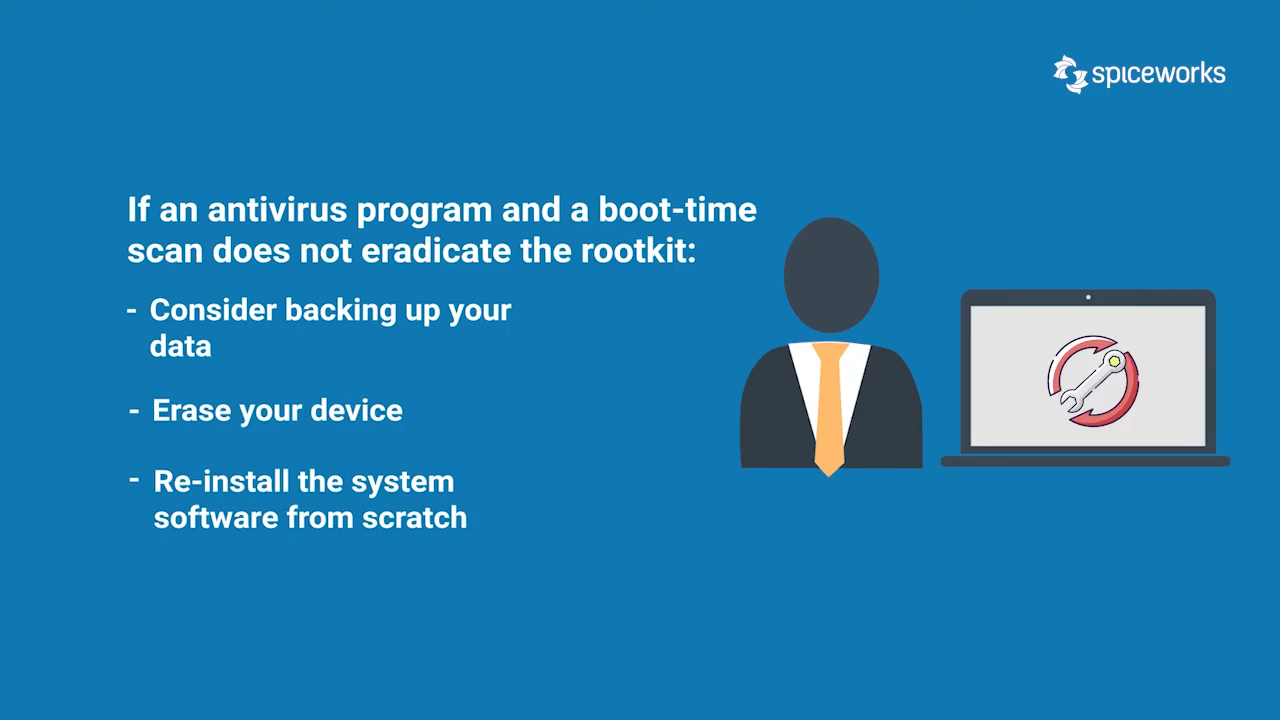 spiceworks
If an antivirus program and a boot-time
scan does not eradicate the rootkit:
- Consider backing up your
data
- Erase your device
- Re-install the system
software from scratch